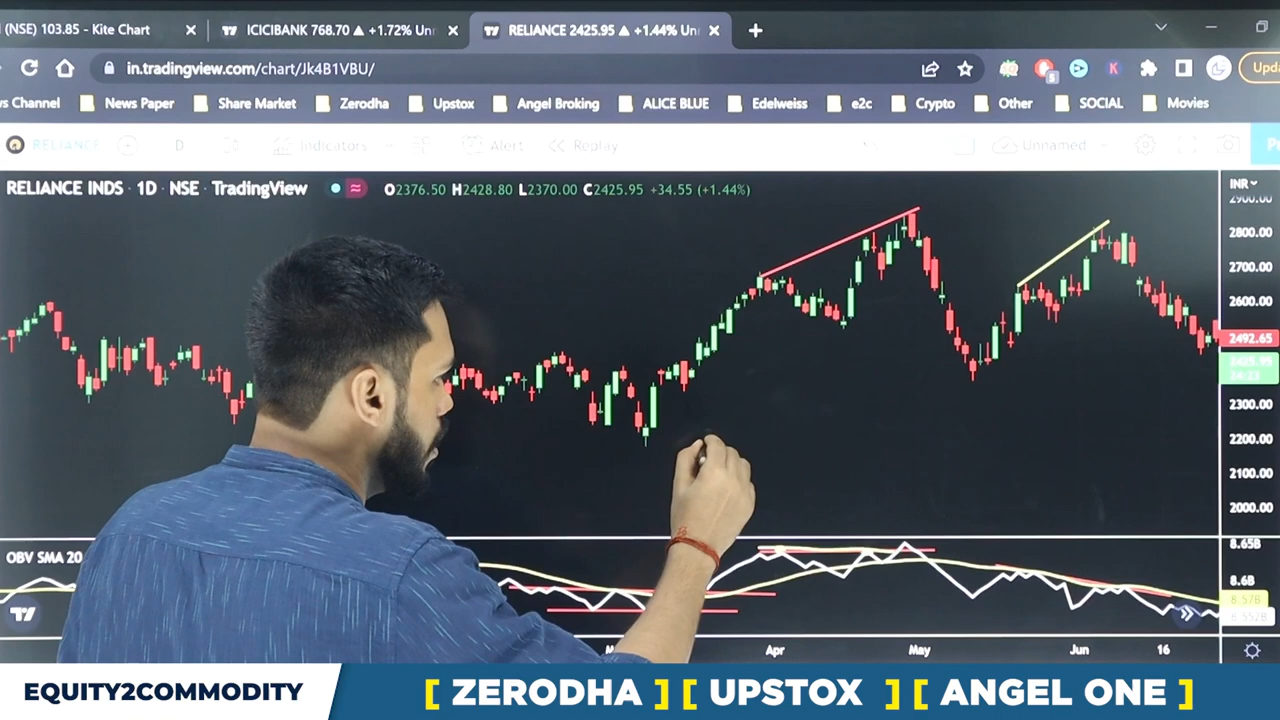 (NSE) 103.85 - Kite Chart
ICICIBANK 768.70 ▲ +1.72% Un
RELIANCE 2425.95 ▲ +1.44% Un
in.tradingview.com/chart/Jk4B1VBU/
Upd
s Channel
News Paper
Share Market
Zerodha
Upstox
Angel Broking
ALICE BLUE
Edelweiss
e2c
Crypto
Other
SOCIAL
Movies
RELIANCE
D
Indicators
Alert
Replay
Unnamed
P
RELIANCE INDS · 1D · NSE · TradingView
O2376.50 H2428.80 L2370.00 C2425.95 +34.55 (+1.44%)
INR
2900.00
2800.00
2700.00
2600.00
2492.65
2425.95
2300.00
2200.00
2100.00
2000.00
OBV SMA 20
8.65B
8.6B
8.57B
8.552B
Apr
May
Jun
16
EQUITY2COMMODITY
[ ZERODHA ] [ UPSTOX ] [ ANGEL ONE ]